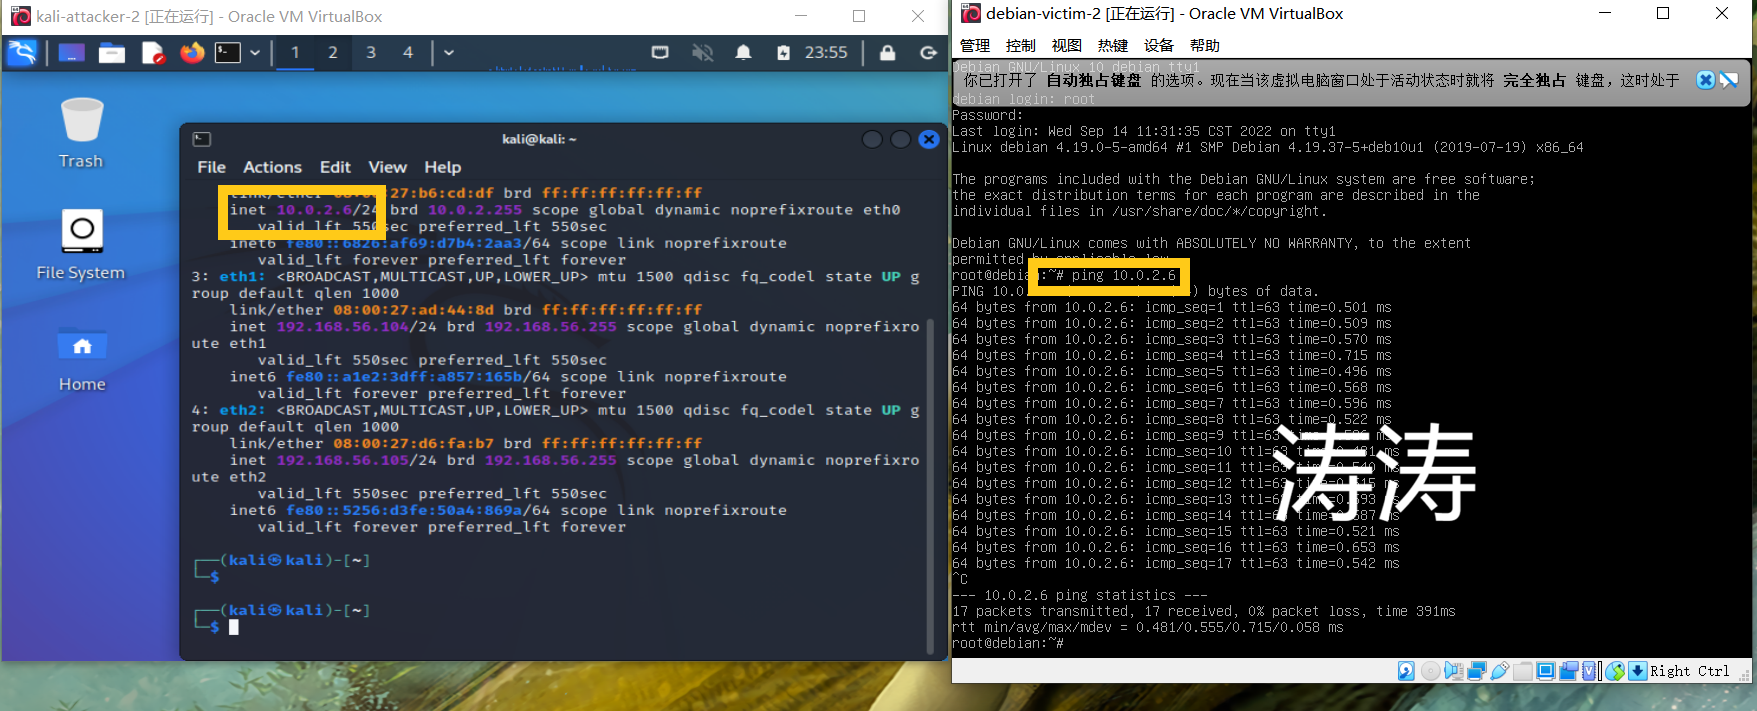 kali-attacker-2 [正在运行] - Oracle VM VirtualBox
1 2 3 4
23:55
Trash
File System
Home
kali@kali: ~
File Actions Edit View Help
link/ether 08:00:27:b6:cd:df brd ff:ff:ff:ff:ff:ff
inet 10.0.2.6/24 brd 10.0.2.255 scope global dynamic noprefixroute eth0
valid_lft 550sec preferred_lft 550sec
inet6 fe80::6826:af69:d7b4:2aa3/64 scope link noprefixroute
valid_lft forever preferred_lft forever
3: eth1: <BROADCAST,MULTICAST,UP,LOWER_UP> mtu 1500 qdisc fq_codel state UP g
roup default qlen 1000
link/ether 08:00:27:ad:44:8d brd ff:ff:ff:ff:ff:ff
inet 192.168.56.104/24 brd 192.168.56.255 scope global dynamic noprefixro
ute eth1
valid_lft 550sec preferred_lft 550sec
inet6 fe80::a1e2:3dff:a857:165b/64 scope link noprefixroute
valid_lft forever preferred_lft forever
4: eth2: <BROADCAST,MULTICAST,UP,LOWER_UP> mtu 1500 qdisc fq_codel state UP g
roup default qlen 1000
link/ether 08:00:27:d6:fa:b7 brd ff:ff:ff:ff:ff:ff
inet 192.168.56.105/24 brd 192.168.56.255 scope global dynamic noprefixro
ute eth2
valid_lft 550sec preferred_lft 550sec
inet6 fe80::5256:d3fe:50a4:869a/64 scope link noprefixroute
valid_lft forever preferred_lft forever
┌──(kali㉿kali)-[~]
└─$
┌──(kali㉿kali)-[~]
└─$
debian-victim-2 [正在运行] - Oracle VM VirtualBox
管理 控制 视图 热键 设备 帮助
Debian GNU/Linux 10 debian tty1
你已打开了 自动独占键盘 的选项。现在当该虚拟电脑窗口处于活动状态时就将 完全独占 键盘，这时处于
debian login: root
Password:
Last login: Wed Sep 14 11:31:35 CST 2022 on tty1
Linux debian 4.19.0-5-amd64 #1 SMP Debian 4.19.37-5+deb10u1 (2019-07-19) x86_64
The programs included with the Debian GNU/Linux system are free software;
the exact distribution terms for each program are described in the
individual files in /usr/share/doc/*/copyright.
Debian GNU/Linux comes with ABSOLUTELY NO WARRANTY, to the extent
permitted by applicable law.
root@debian:~# ping 10.0.2.6
PING 10.0. ) bytes of data.
64 bytes from 10.0.2.6: icmp_seq=1 ttl=63 time=0.501 ms
64 bytes from 10.0.2.6: icmp_seq=2 ttl=63 time=0.509 ms
64 bytes from 10.0.2.6: icmp_seq=3 ttl=63 time=0.570 ms
64 bytes from 10.0.2.6: icmp_seq=4 ttl=63 time=0.715 ms
64 bytes from 10.0.2.6: icmp_seq=5 ttl=63 time=0.496 ms
64 bytes from 10.0.2.6: icmp_seq=6 ttl=63 time=0.568 ms
64 bytes from 10.0.2.6: icmp_seq=7 ttl=63 time=0.596 ms
64 bytes from 10.0.2.6: icmp_seq=8 ttl=63 time=0.522 ms
64 bytes from 10.0.2.6: icmp_seq=9 ttl=63 ms
64 bytes from 10.0.2.6: icmp_seq=10 ttl=63 ms
64 bytes from 10.0.2.6: icmp_seq=11 ttl=63 ms
64 bytes from 10.0.2.6: icmp_seq=12 ttl=63 ms
64 bytes from 10.0.2.6: icmp_seq=13 ttl=63 ms
64 bytes from 10.0.2.6: icmp_seq=14 ttl=63 ms
64 bytes from 10.0.2.6: icmp_seq=15 ttl=63 time=0.521 ms
64 bytes from 10.0.2.6: icmp_seq=16 ttl=63 time=0.653 ms
64 bytes from 10.0.2.6: icmp_seq=17 ttl=63 time=0.542 ms
涛涛
^C
--- 10.0.2.6 ping statistics ---
17 packets transmitted, 17 received, 0% packet loss, time 391ms
rtt min/avg/max/mdev = 0.481/0.555/0.715/0.058 ms
root@debian:~#
Right Ctrl